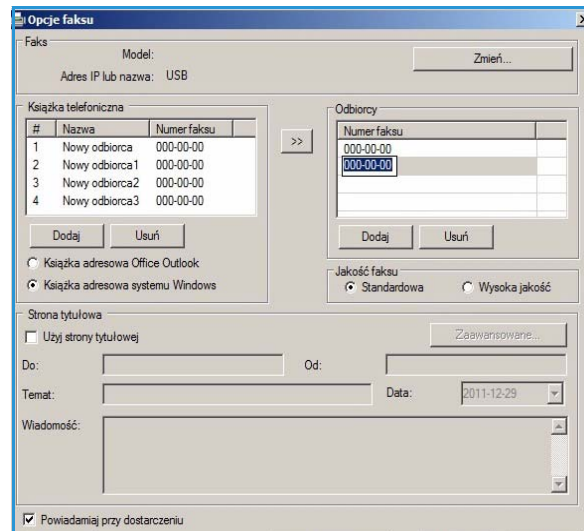 Opcje faksu
Faks
Model:
Zmień...
Adres IP lub nazwa: USB
Książka telefoniczna
# Nazwa Numer faksu
1 Nowy odbiorca 000-00-00
2 Nowy odbiorca1 000-00-00
3 Nowy odbiorca2 000-00-00
4 Nowy odbiorca3 000-00-00
Dodaj Usuń
Książka adresowa Office Outlook
Książka adresowa systemu Windows
>>
Odbiorcy
Numer faksu
000-00-00
000-00-00
Dodaj Usuń
Jakość faksu
Standardowa Wysoka jakość
Strona tytułowa
Użyj strony tytułowej
Zaawansowane...
Do: Od:
Temat: Data: 2011-12-29
Wiadomość:
Powiadamiaj przy dostarczeniu